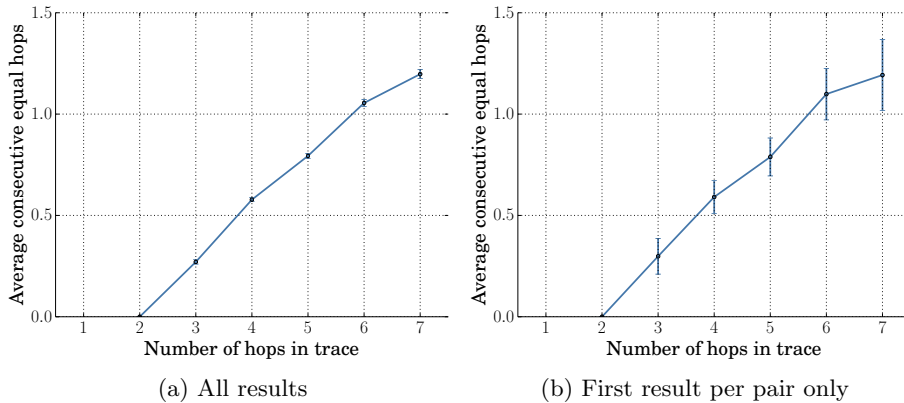 1.5
1.0
0.5
0.0
Average consecutive equal hops
1 2 3 4 5 6 7
Number of hops in trace
(a) All results
1.5
1.0
0.5
0.0
Average consecutive equal hops
1 2 3 4 5 6 7
Number of hops in trace
(b) First result per pair only